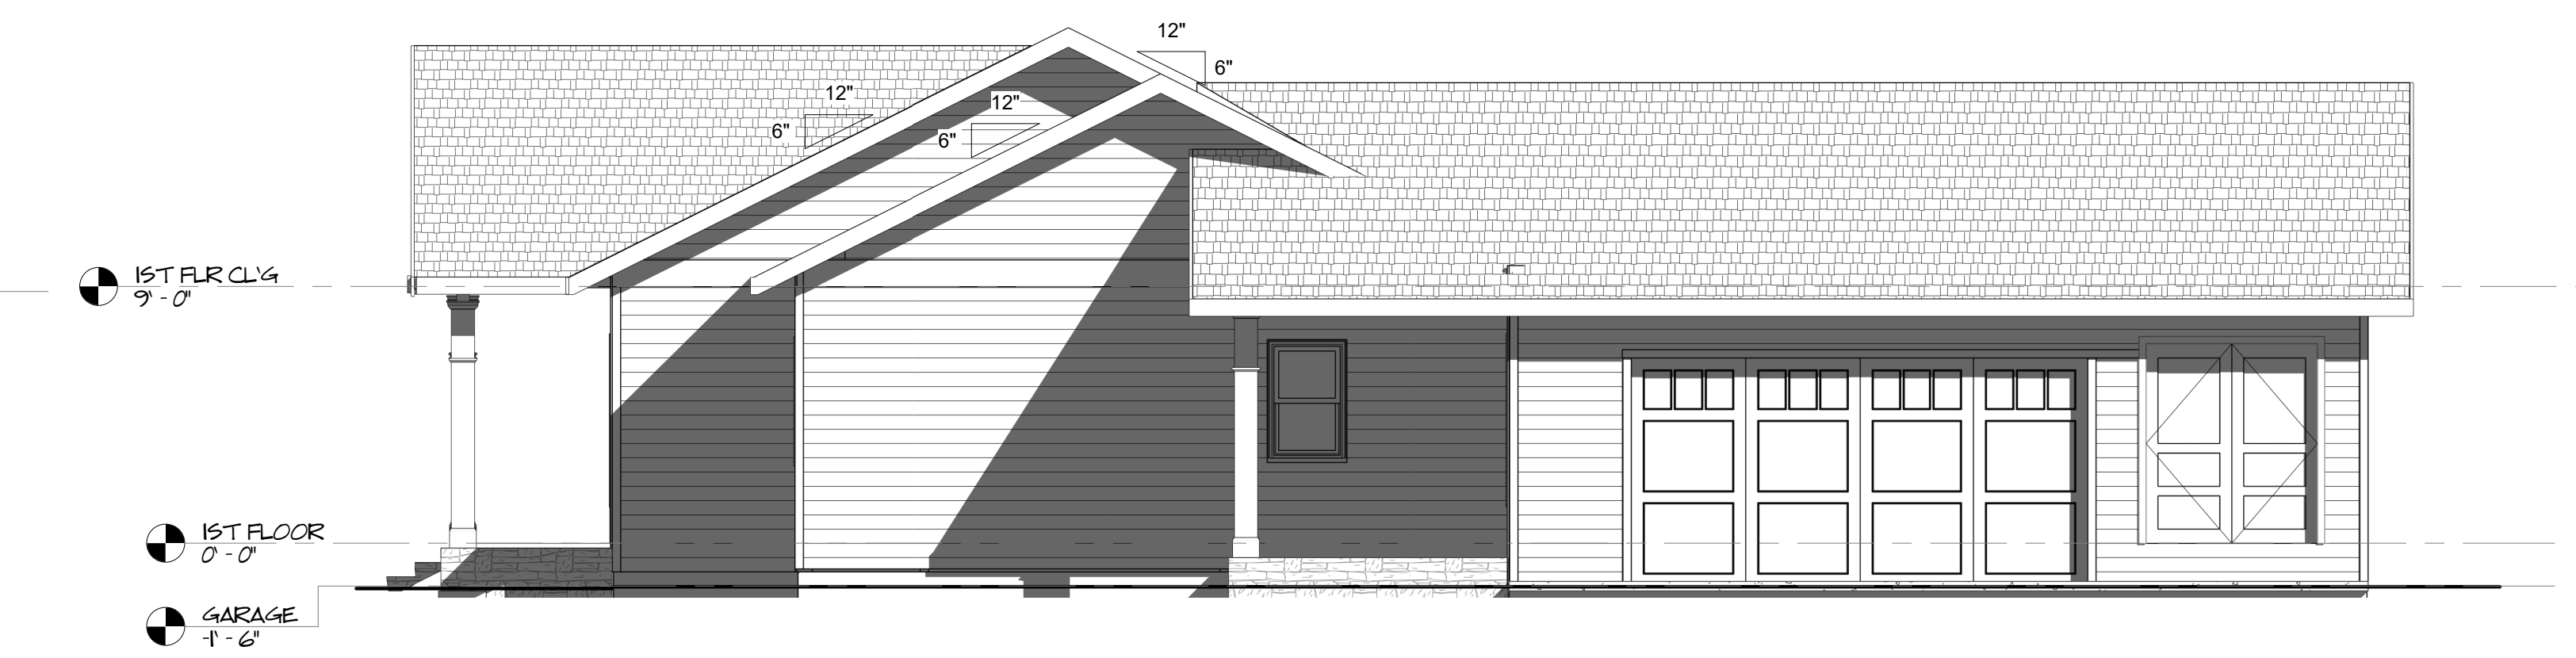 12"
6"
12"
6"
12"
6"
1ST FLR CL'G
9' - 0"
1ST FLOOR
0' - 0"
GARAGE
-1' - 6"